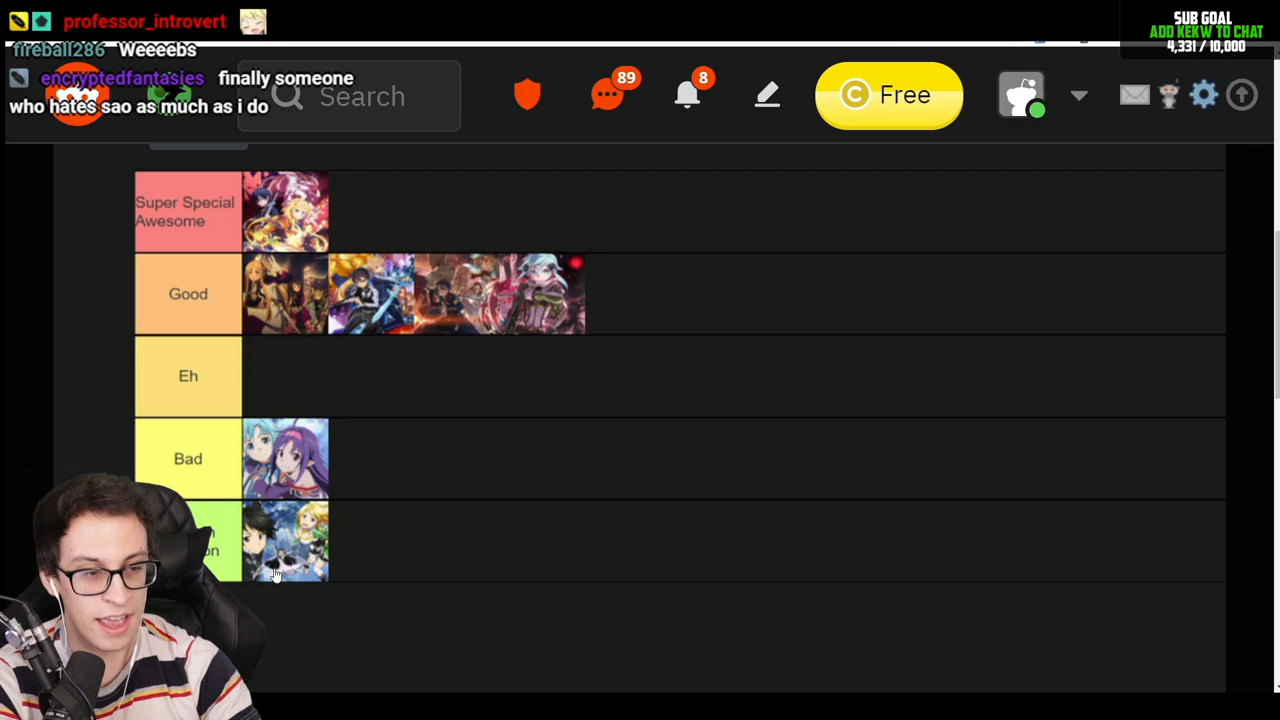 professor_introvert
fireball286 Weeeebs
encryptedfantasies finally someone
who hates sao as much as i do
Search
89
8
Free
SUB GOAL
ADD KEKW TO CHAT
4,331 / 10,000
Super Special
Awesome
Good
Eh
Bad